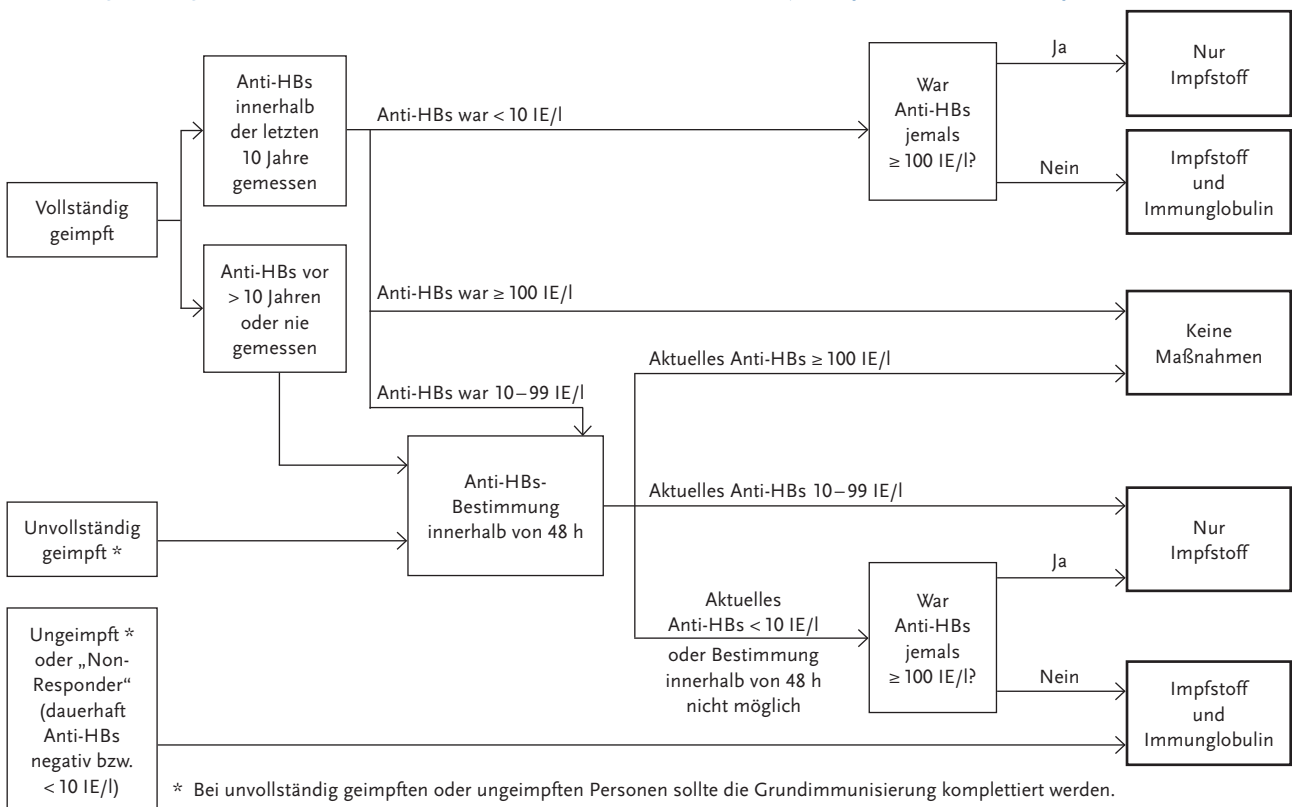 Vollständig
geimpft
Anti-HBs
innerhalb
der letzten
10 Jahre
gemessen
Anti-HBs vor
> 10 Jahren
oder nie
gemessen
Anti-HBs war < 10 IE/l
War
Anti-HBs
jemals
≥ 100 IE/l?
Ja
Nur
Impfstoff
Nein
Impfstoff
und
Immunglobulin
Anti-HBs war ≥ 100 IE/l
Keine
Maßnahmen
Anti-HBs war 10–99 IE/l
Aktuelles Anti-HBs ≥ 100 IE/l
Unvollständig
geimpft *
Anti-HBs-
Bestimmung
innerhalb von 48 h
Aktuelles Anti-HBs 10–99 IE/l
Nur
Impfstoff
Aktuelles
Anti-HBs < 10 IE/l
oder Bestimmung
innerhalb von 48 h
nicht möglich
War
Anti-HBs
jemals
≥ 100 IE/l?
Ja
Nein
Impfstoff
und
Immunglobulin
Ungeimpft *
oder „Non-
Responder“
(dauerhaft
Anti-HBs
negativ bzw.
< 10 IE/l)
* Bei unvollständig geimpften oder ungeimpften Personen sollte die Grundimmunisierung komplettiert werden.